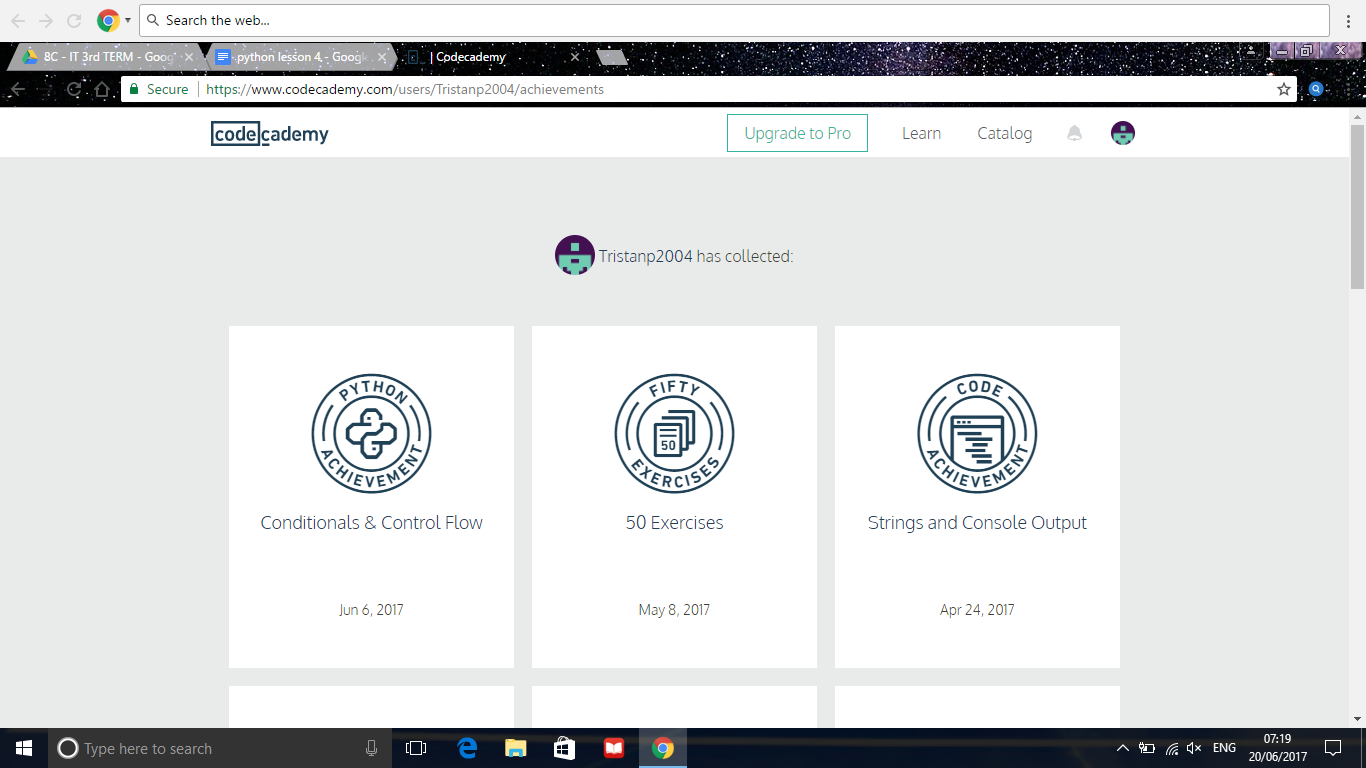 Search the web...
8C - IT 3rd TERM - Goog
python lesson 4. - Google
| Codecademy
Secure
https://www.codecademy.com/users/Tristanp2004/achievements
codecademy
Upgrade to Pro
Learn
Catalog
Tristanp2004 has collected:
PYTHON ACHIEVEMENT
FIFTY EXERCISES
50
CODE ACHIEVEMENT
Conditionals & Control Flow
50 Exercises
Strings and Console Output
Jun 6, 2017
May 8, 2017
Apr 24, 2017
Type here to search
ENG
07:19
20/06/2017